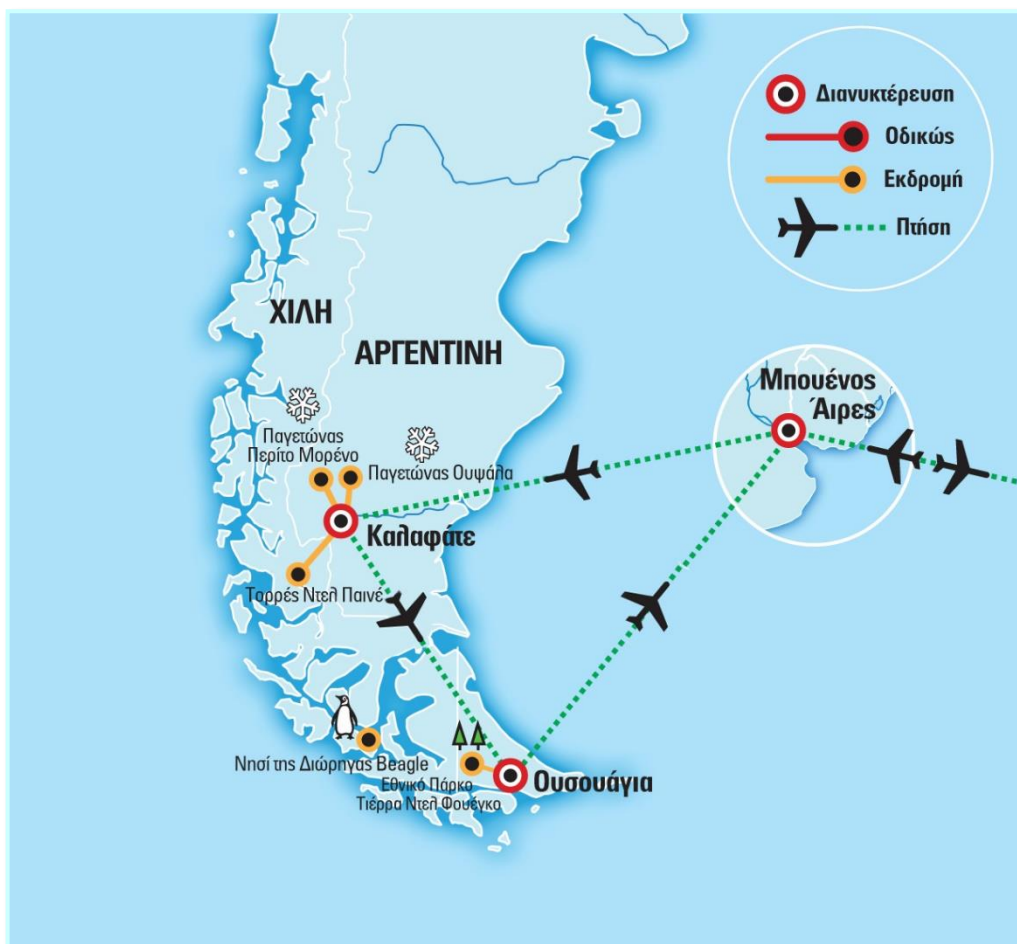 Διανυκτέρευση
Οδικώς
Εκδρομή
Πτήση
ΧΙΛΗ
ΑΡΓΕΝΤΙΝΗ
Μπουένος
Άιρες
Παγετώνας
Περίτο Μορένο
Παγετώνας Ουψάλα
Καλαφάτε
Τορρές Ντελ Παινέ
Νησί της Διώρηγας Beagle
Εθνικό Πάρκο
Τιέρρα Ντελ Φουέγκο
Ουσουάγια